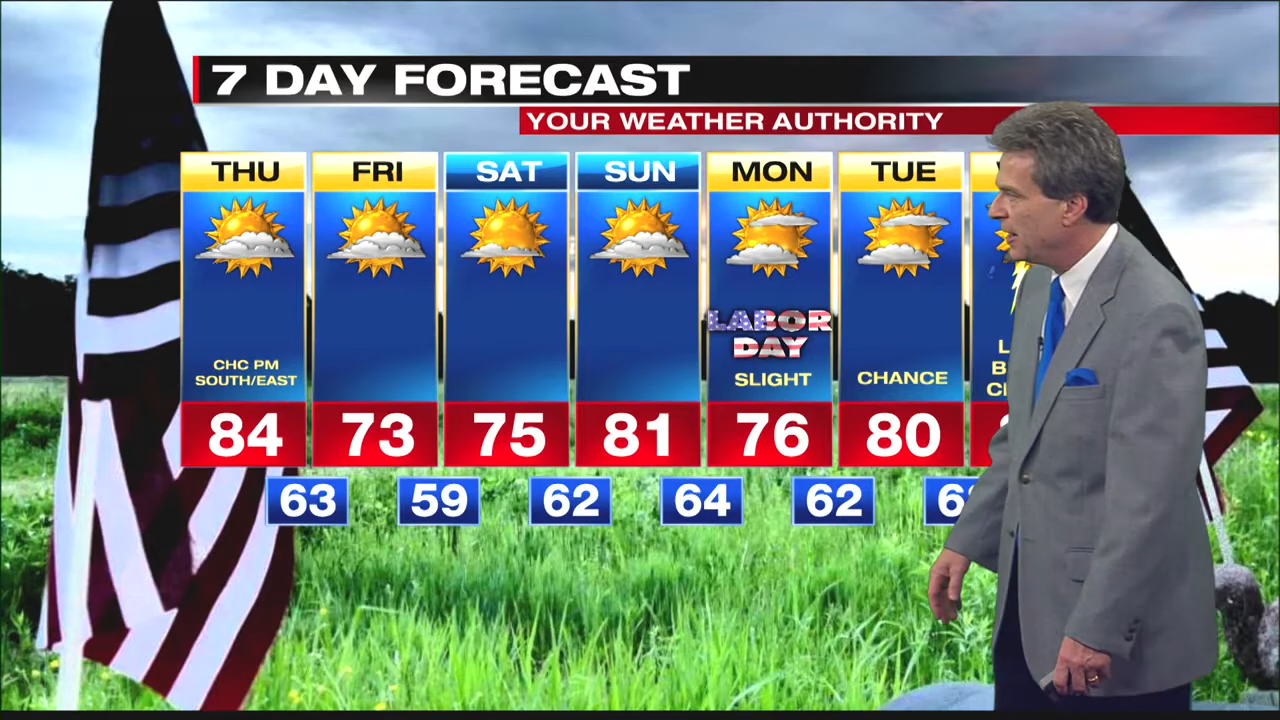 7 DAY FORECAST
YOUR WEATHER AUTHORITY
THU FRI SAT SUN MON TUE
LABOR
DAY
CHC PM
SOUTH/EAST
SLIGHT
CHANCE
84 73 75 81 76 80
63 59 62 64 62